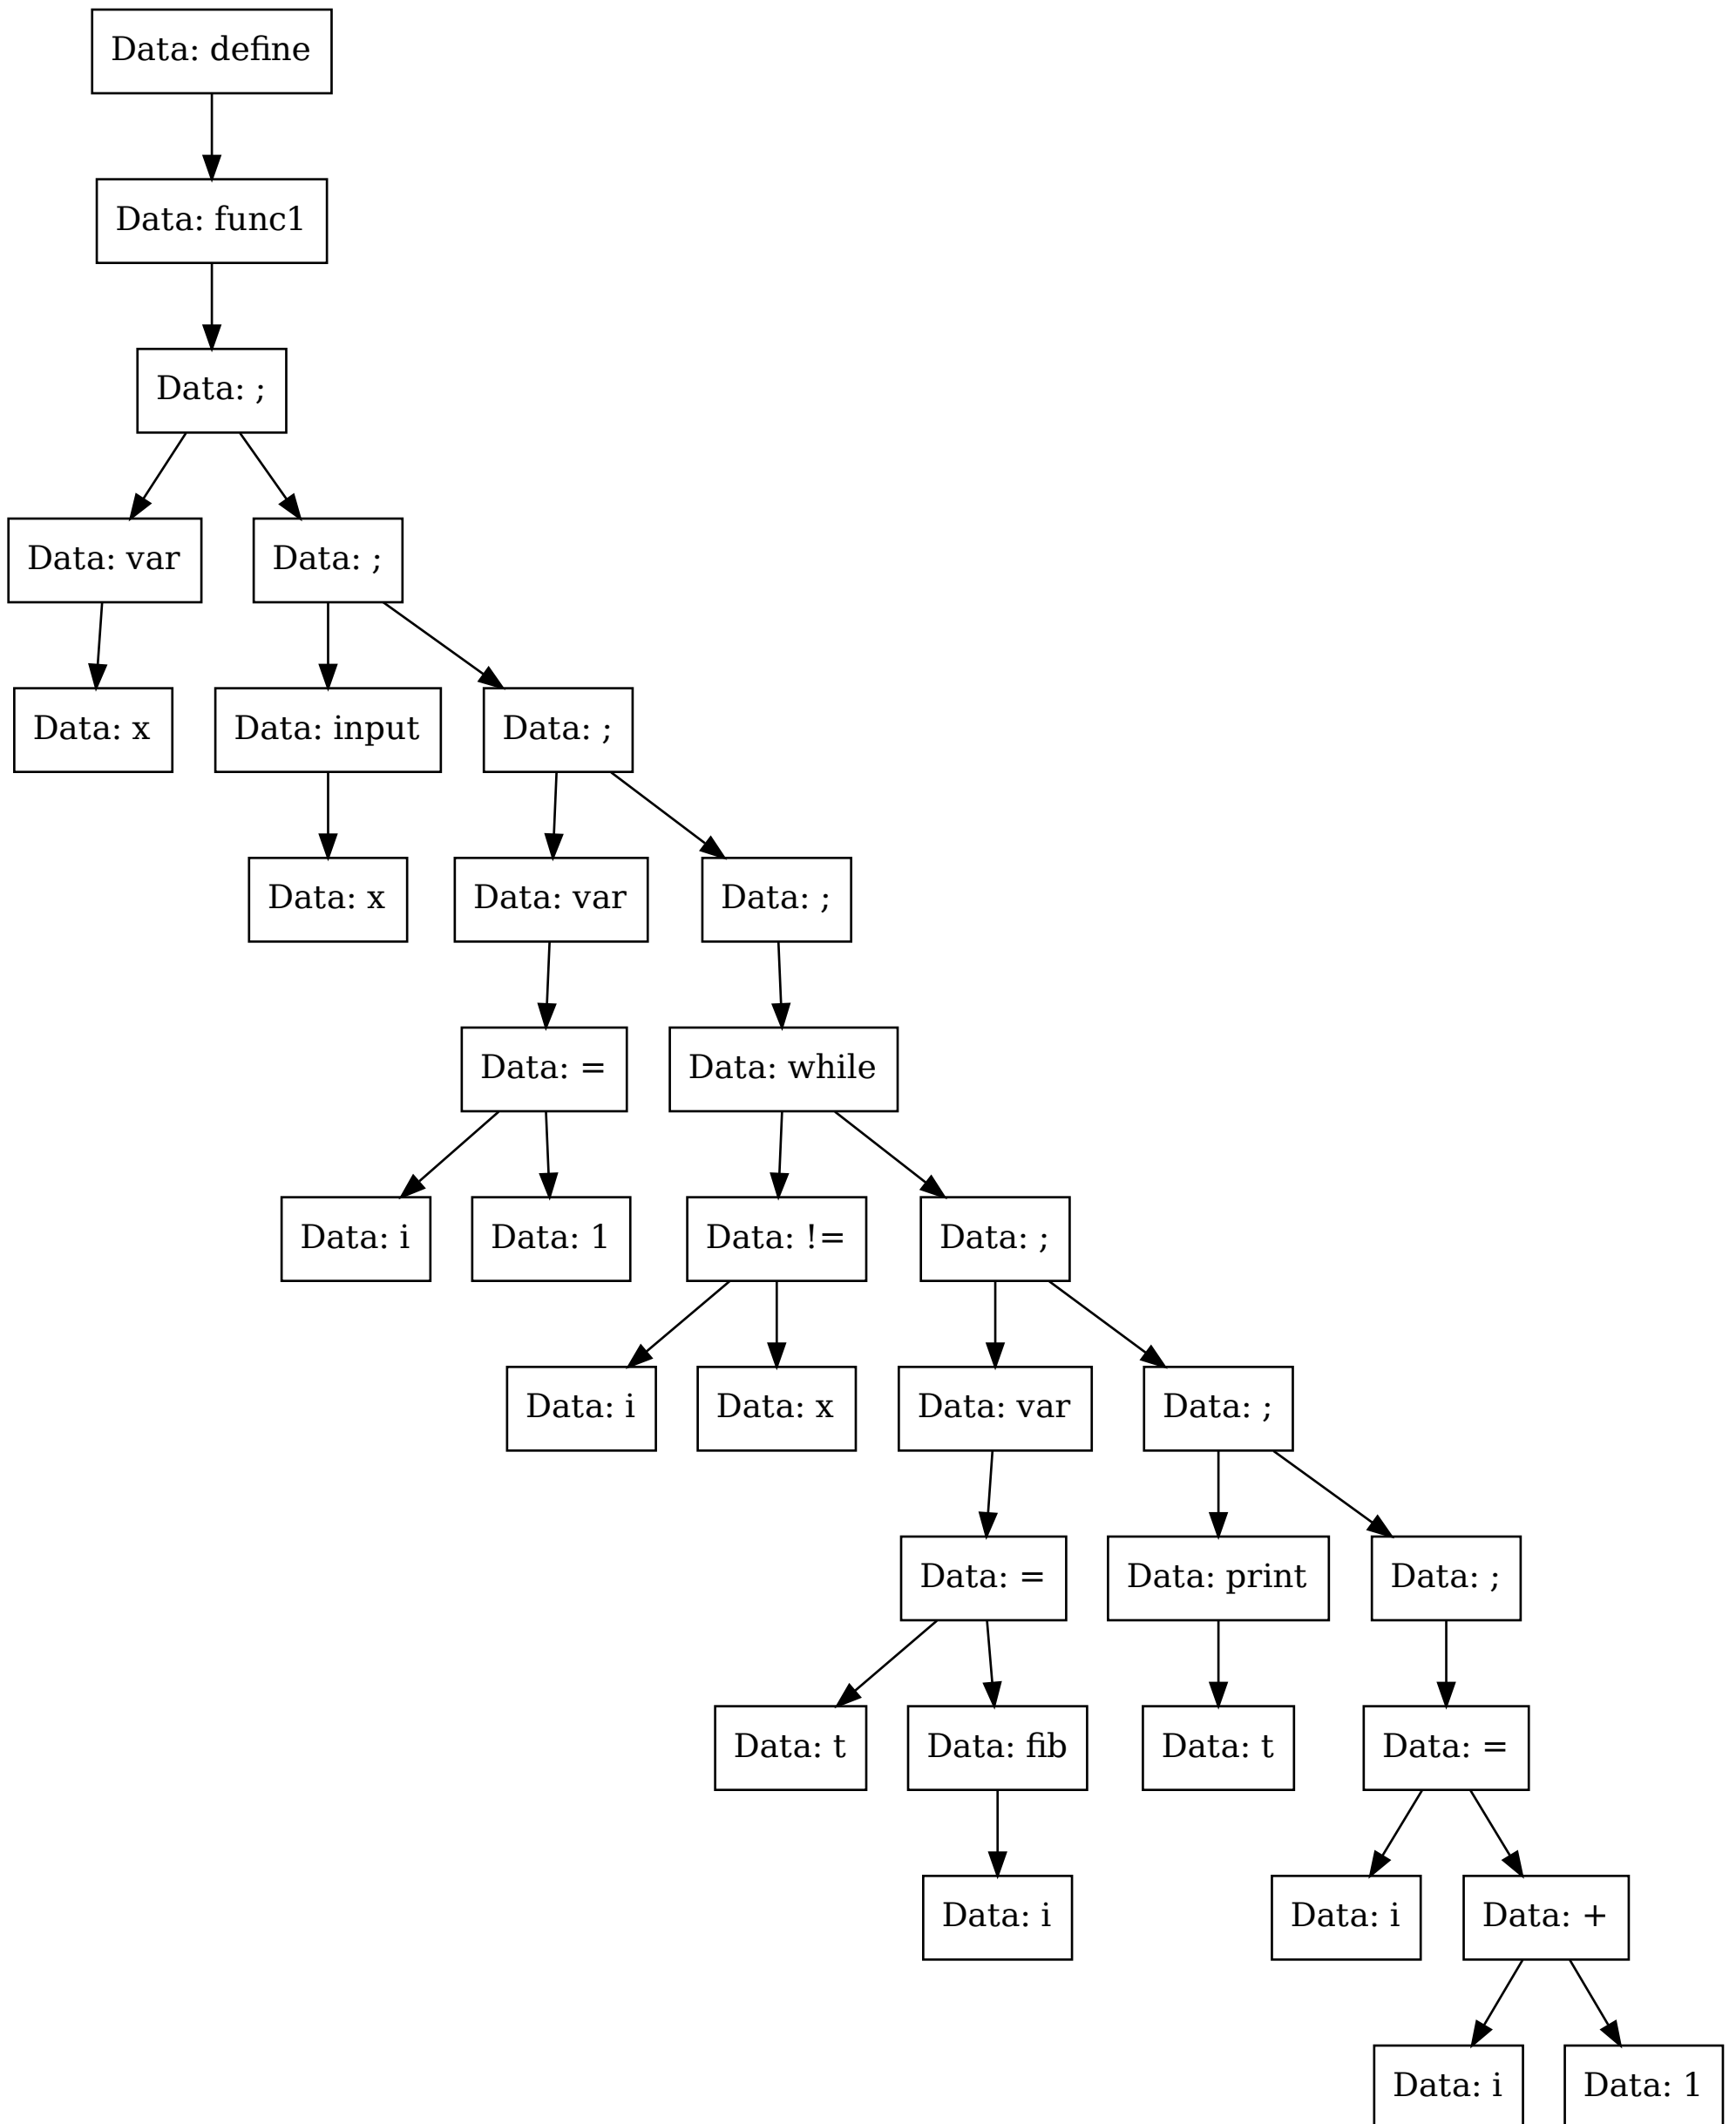 Data: define
Data: func1
Data: ;
Data: var
Data: ;
Data: x
Data: input
Data: ;
Data: x
Data: var
Data: ;
Data: =
Data: while
Data: i
Data: 1
Data: !=
Data: ;
Data: i
Data: x
Data: var
Data: ;
Data: =
Data: print
Data: ;
Data: t
Data: fib
Data: t
Data: =
Data: i
Data: i
Data: +
Data: i
Data: 1